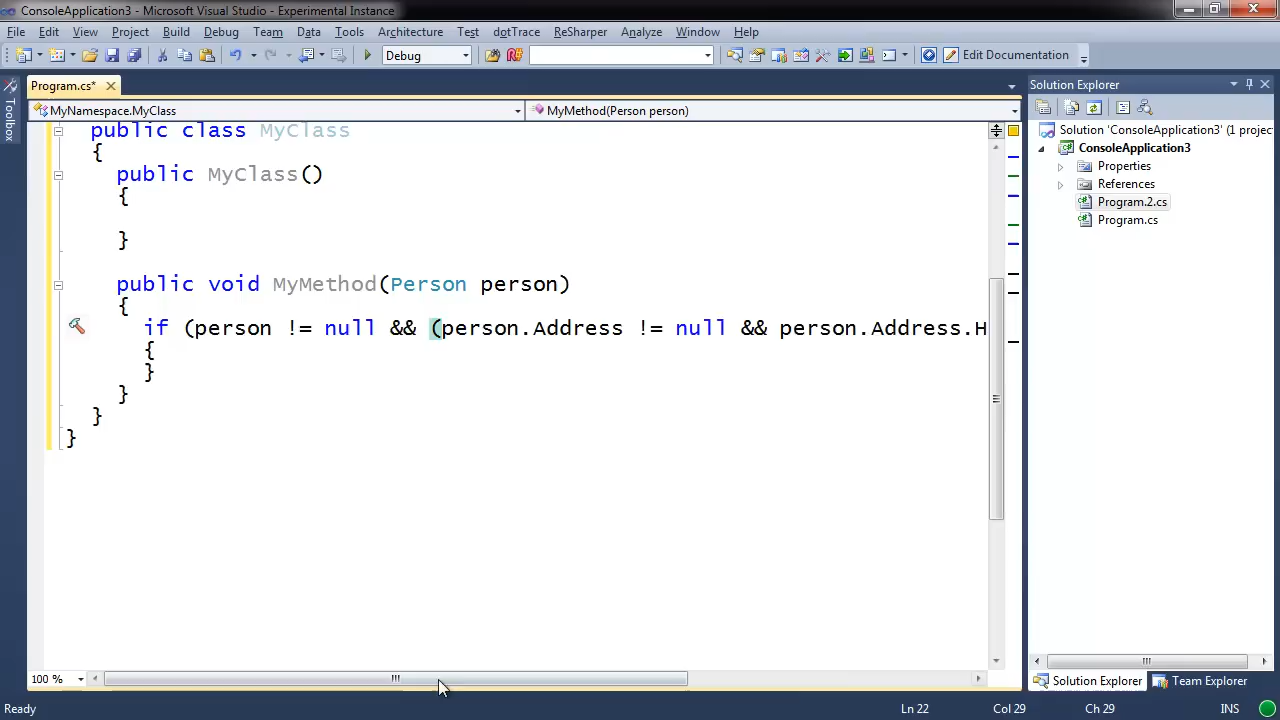 ConsoleApplication3 - Microsoft Visual Studio - Experimental Instance
File Edit View Project Build Debug Team Data Tools Architecture Test dotTrace ReSharper Analyze Window Help
Debug Edit Documentation
Toolbox
Program.cs*
MyNamespace.MyClass MyMethod(Person person)
public class MyClass
{
public MyClass()
{
}
public void MyMethod(Person person)
{
if (person != null && (person.Address != null && person.Address.H
{
}
}
}
}
100 %
Solution Explorer
Solution 'ConsoleApplication3' (1 projec
ConsoleApplication3
Properties
References
Program.2.cs
Program.cs
Solution Explorer Team Explorer
Ready Ln 22 Col 29 Ch 29 INS